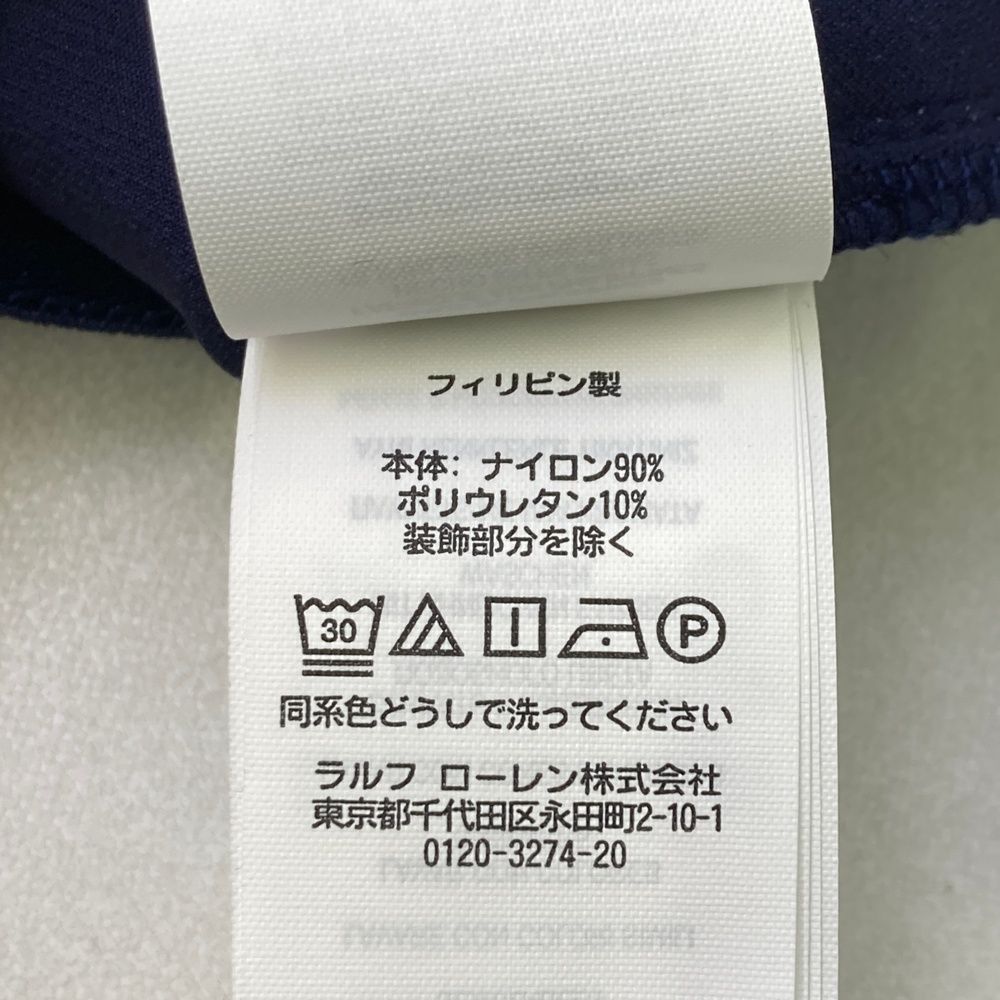 フィリピン製
本体: ナイロン90%
ポリウレタン10%
装飾部分を除く
30 P
同系色どうしで洗ってください
ラルフ ローレン株式会社
東京都千代田区永田町2-10-1
0120-3274-20